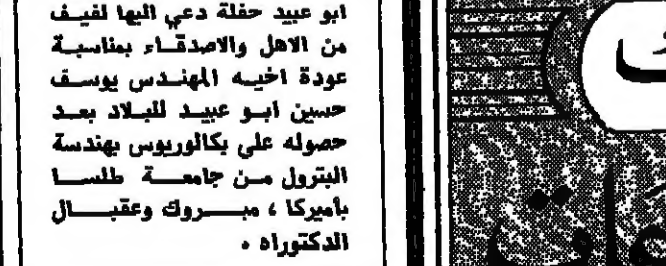 ابو عبيد حفلة دعي اليها لفيف
من الاهل والاصدقاء بمناسبة
عودة اخيه المهندس يوسف
حسين ابو عبيد للبلاد بعد
حصوله على بكالوريوس بهندسة
البترول من جامعة طلسا
بأميركا ، مبروك وعقبال
الدكتوراه .